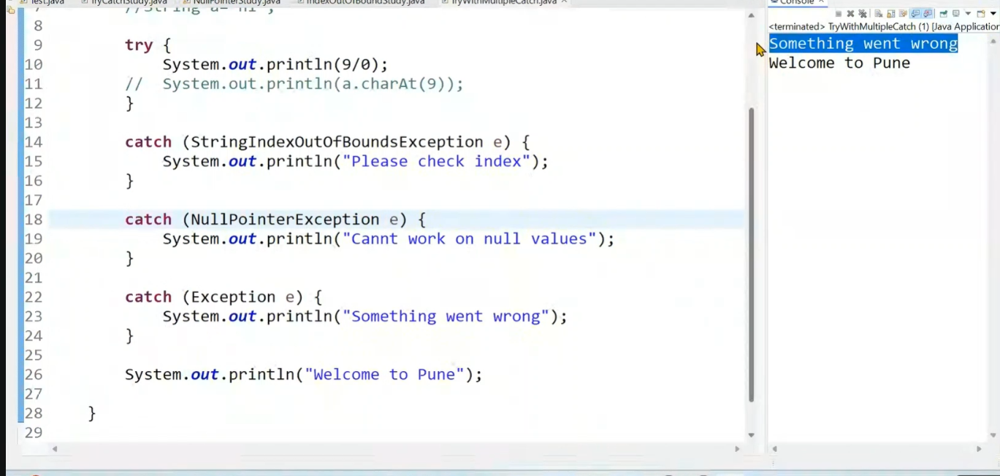 Test.java TryCatchStudy.java NullPointerStudy.java IndexOutOfBoundStudy.java TryWithMultipleCatch.java
Console
<terminated> TryWithMultipleCatch (1) [Java Application
7 //String a= "hi";
8
9 try {
10 System.out.println(9/0);
11 // System.out.println(a.charAt(9));
12 }
13
14 catch (StringIndexOutOfBoundsException e) {
15 System.out.println("Please check index");
16 }
17
18 catch (NullPointerException e) {
19 System.out.println("Cannt work on null values");
20 }
21
22 catch (Exception e) {
23 System.out.println("Something went wrong");
24 }
25
26 System.out.println("Welcome to Pune");
27
28 }
29
Something went wrong
Welcome to Pune